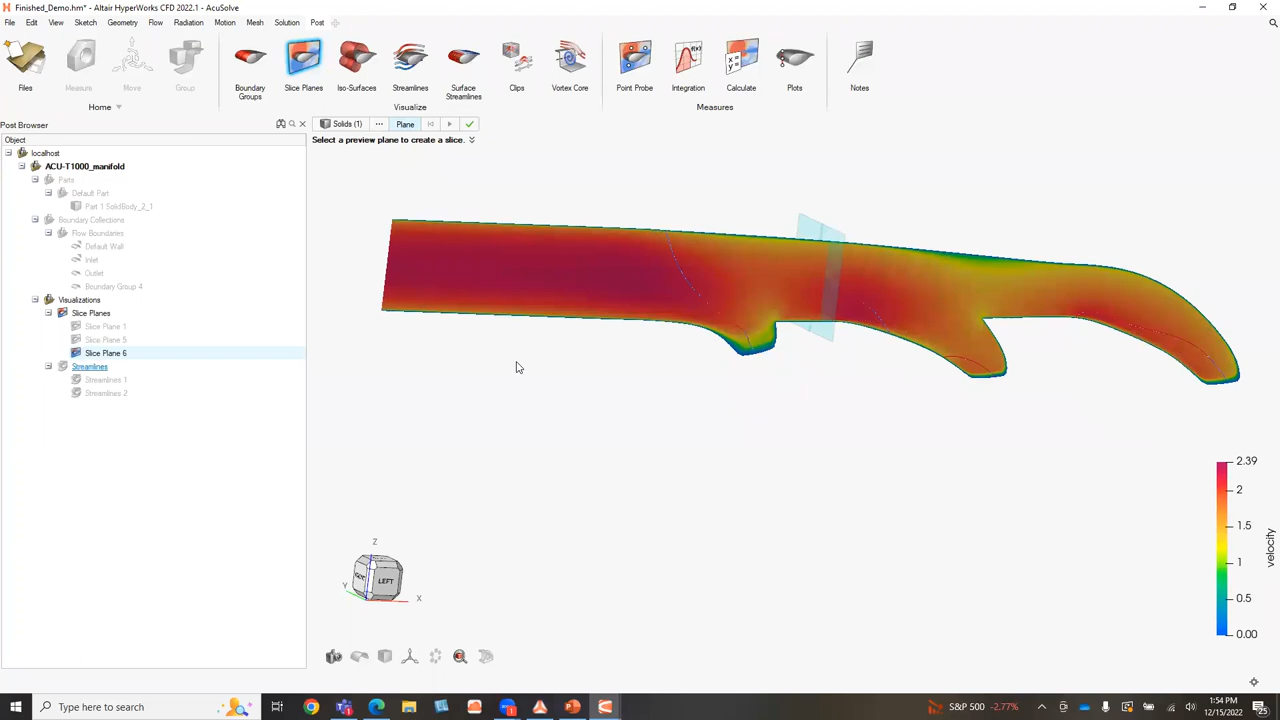 Finished_Demo.hm* - Altair HyperWorks CFD 2022.1 - AcuSolve
File Edit View Sketch Geometry Flow Radiation Motion Mesh Solution Post
Files Measure Move Group Boundary Groups Slice Planes Iso-Surfaces Streamlines Surface Streamlines Clips Vortex Core Point Probe Integration Calculate Plots Notes
Home Visualize Measures
Post Browser
Solids (1) ... Plane
Object
Select a preview plane to create a slice.
localhost
ACU-T1000_manifold
Parts
Default Part
Part 1 SolidBody_2_1
Boundary Collections
Flow Boundaries
Default Wall
Inlet
Outlet
Boundary Group 4
Visualizations
Slice Planes
Slice Plane 1
Slice Plane 5
Slice Plane 6
Streamlines
Streamlines 1
Streamlines 2
2.39
2
1.5
1
0.5
0.00
Velocity
Z
LEFT
Y
X
Type here to search
S&P 500 -2.77%
1:54 PM
12/15/2022